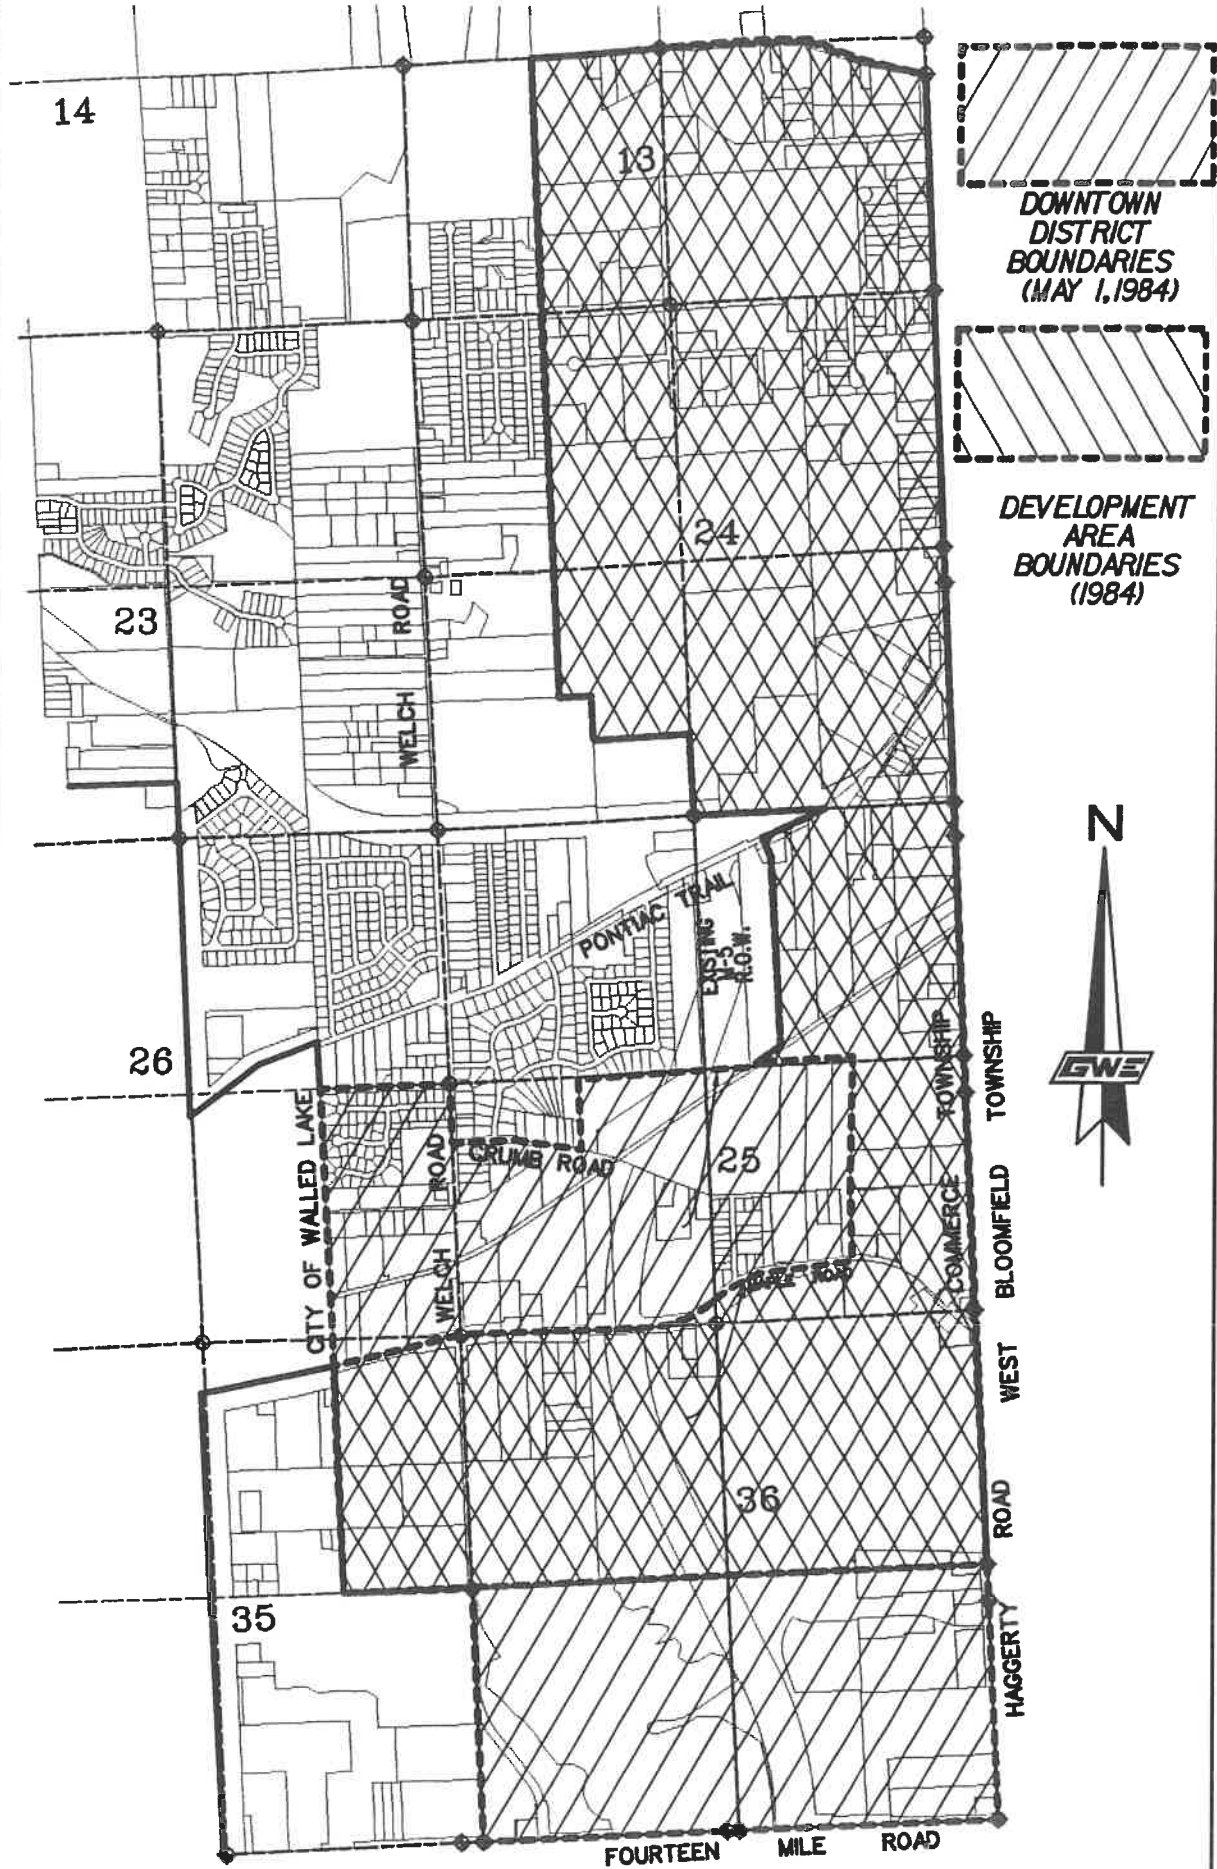 14
13
DOWNTOWN
DISTRICT
BOUNDARIES
(MAY 1,1984)
24
DEVELOPMENT
AREA
BOUNDARIES
(1984)
23
WELCH ROAD
N
PONTIAC TRAIL
EXISTING
M-5
R.O.W.
26
GWE
CITY OF WALLED LAKE
WELCH ROAD
CRUMB ROAD
25
MAPLE ROAD
COMMERCE TOWNSHIP
WEST BLOOMFIELD TOWNSHIP
36
35
HAGGERTY ROAD
FOURTEEN MILE ROAD